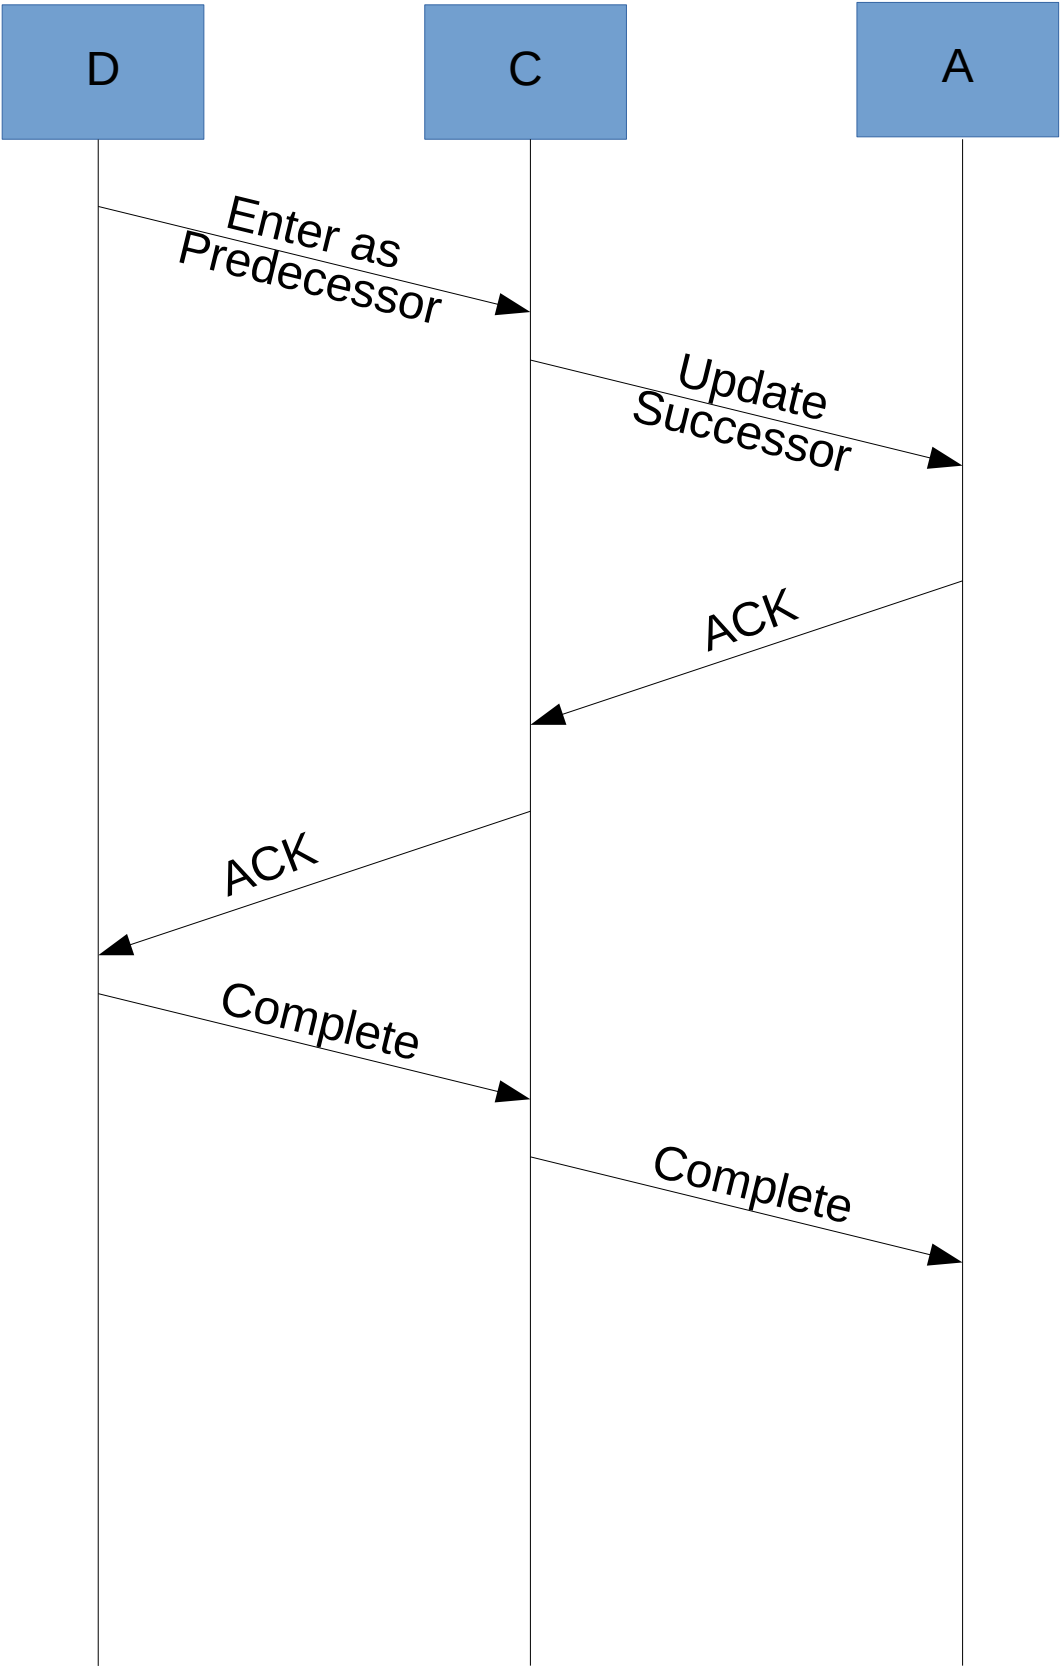 D
C
A
Enter as
Predecessor
Update
Successor
ACK
ACK
Complete
Complete